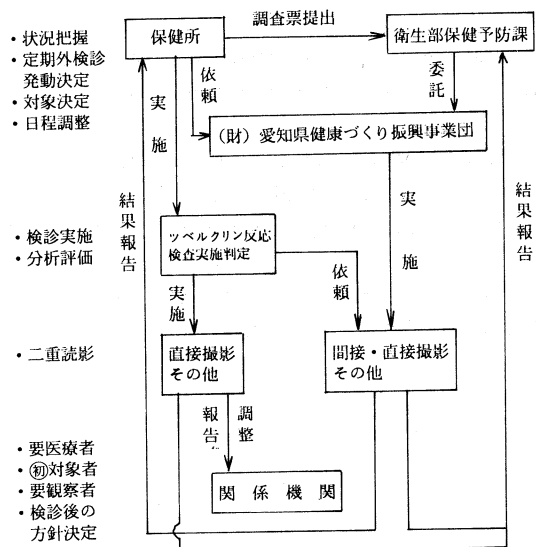 調査票提出
・状況把握
・定期外検診
発動決定
・対象決定
・日程調整
保健所
衛生部保健予防課
実施
依頼
委託
(財)愛知県健康づくり振興事業団
結果報告
実施
結果報告
・検診実施
・分析評価
ツベルクリン反応
検査実施判定
依頼
実施
・二重読影
直接撮影
その他
間接・直接撮影
その他
報告
調整
・要医療者
・㊞対象者
・要観察者
・検診後の
方針決定
関係機関